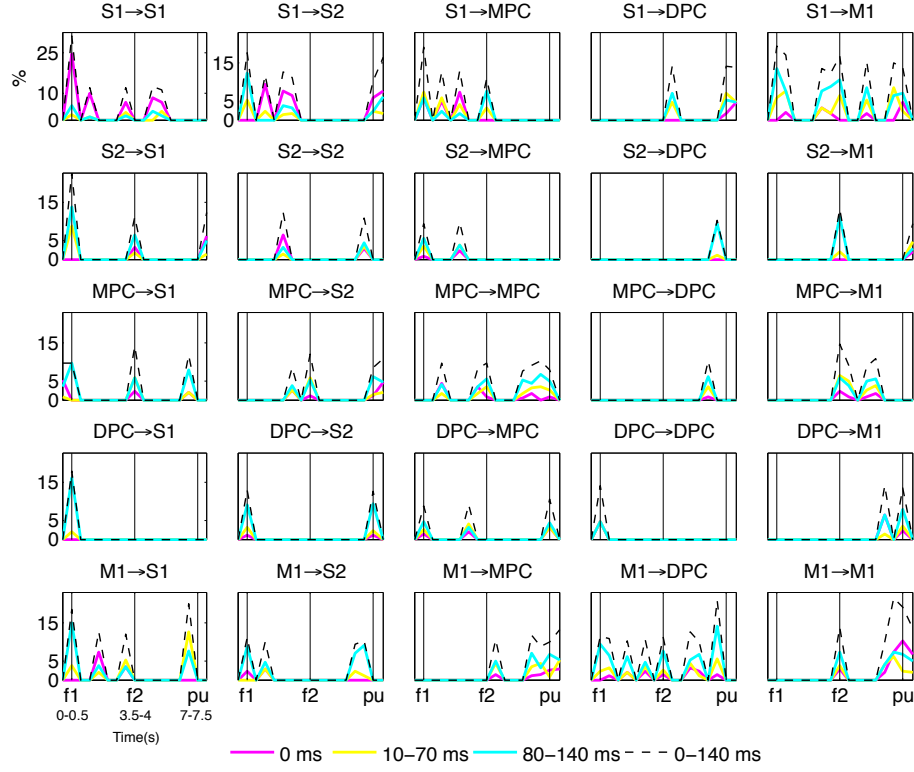 S1→S1 S1→S2 S1→MPC S1→DPC S1→M1
%
25
10
0
15
5
0
S2→S1 S2→S2 S2→MPC S2→DPC S2→M1
15
5
0
MPC→S1 MPC→S2 MPC→MPC MPC→DPC MPC→M1
15
5
0
DPC→S1 DPC→S2 DPC→MPC DPC→DPC DPC→M1
15
5
0
M1→S1 M1→S2 M1→MPC M1→DPC M1→M1
15
5
0
f1 f2 pu f1 f2 pu f1 f2 pu f1 f2 pu f1 f2 pu
0-0.5 3.5-4 7-7.5
Time(s)
0 ms 10−70 ms 80−140 ms 0−140 ms